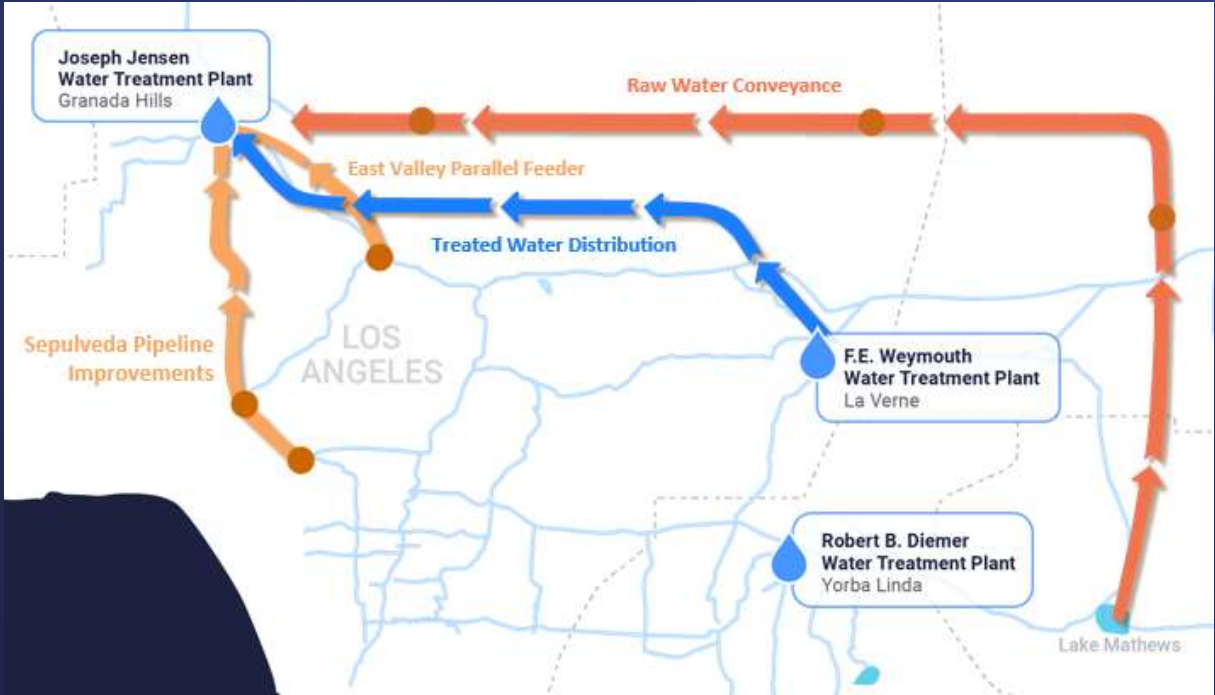 Joseph Jensen
Water Treatment Plant
Granada Hills
Raw Water Conveyance
East Valley Parallel Feeder
Treated Water Distribution
Sepulveda Pipeline
Improvements
LOS
ANGELES
F.E. Weymouth
Water Treatment Plant
La Verne
Robert B. Diemer
Water Treatment Plant
Yorba Linda
Lake Mathews